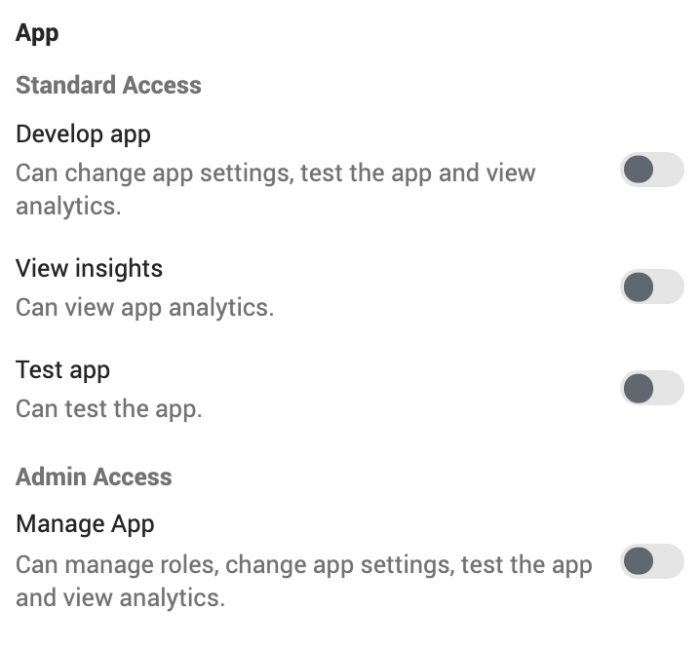 App
Standard Access
Develop app
Can change app settings, test the app and view
analytics.
View insights
Can view app analytics.
Test app
Can test the app.
Admin Access
Manage App
Can manage roles, change app settings, test the app
and view analytics.